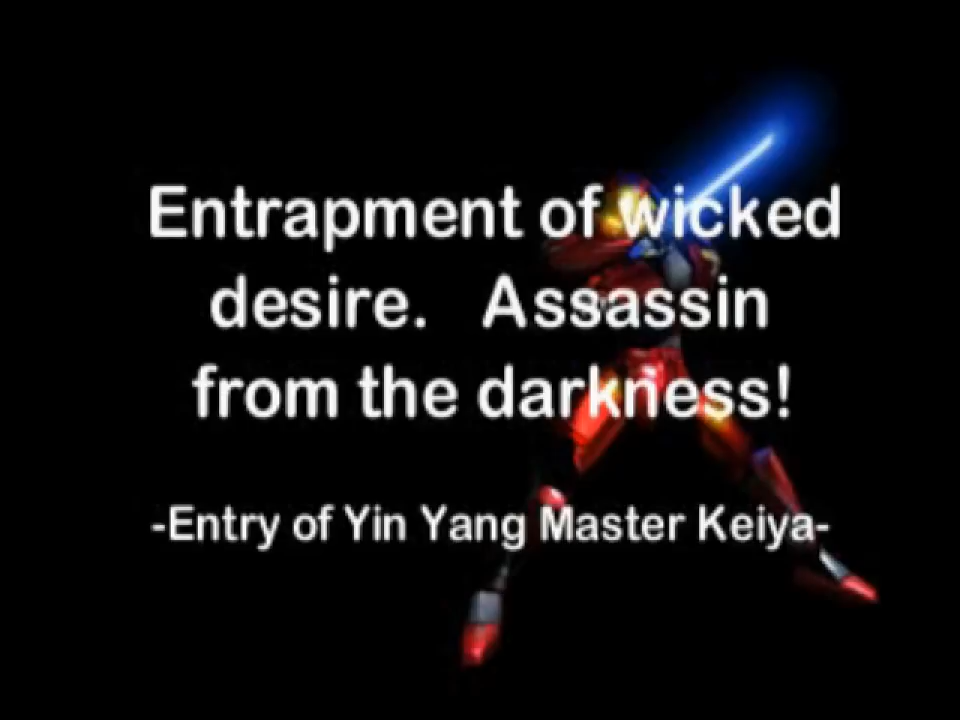 Entrapment of wicked
desire. Assassin
from the darkness!
-Entry of Yin Yang Master Keiya-